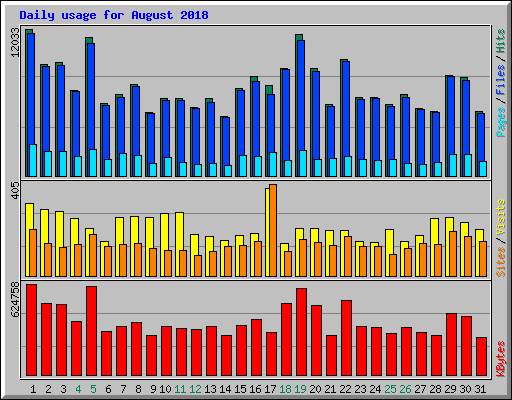 Daily usage for August 2018
12033
Pages / Files / Hits
405
Sites / Visits
624758
KBytes
1 2 3 4 5 6 7 8 9 10 11 12 13 14 15 16 17 18 19 20 21 22 23 24 25 26 27 28 29 30 31